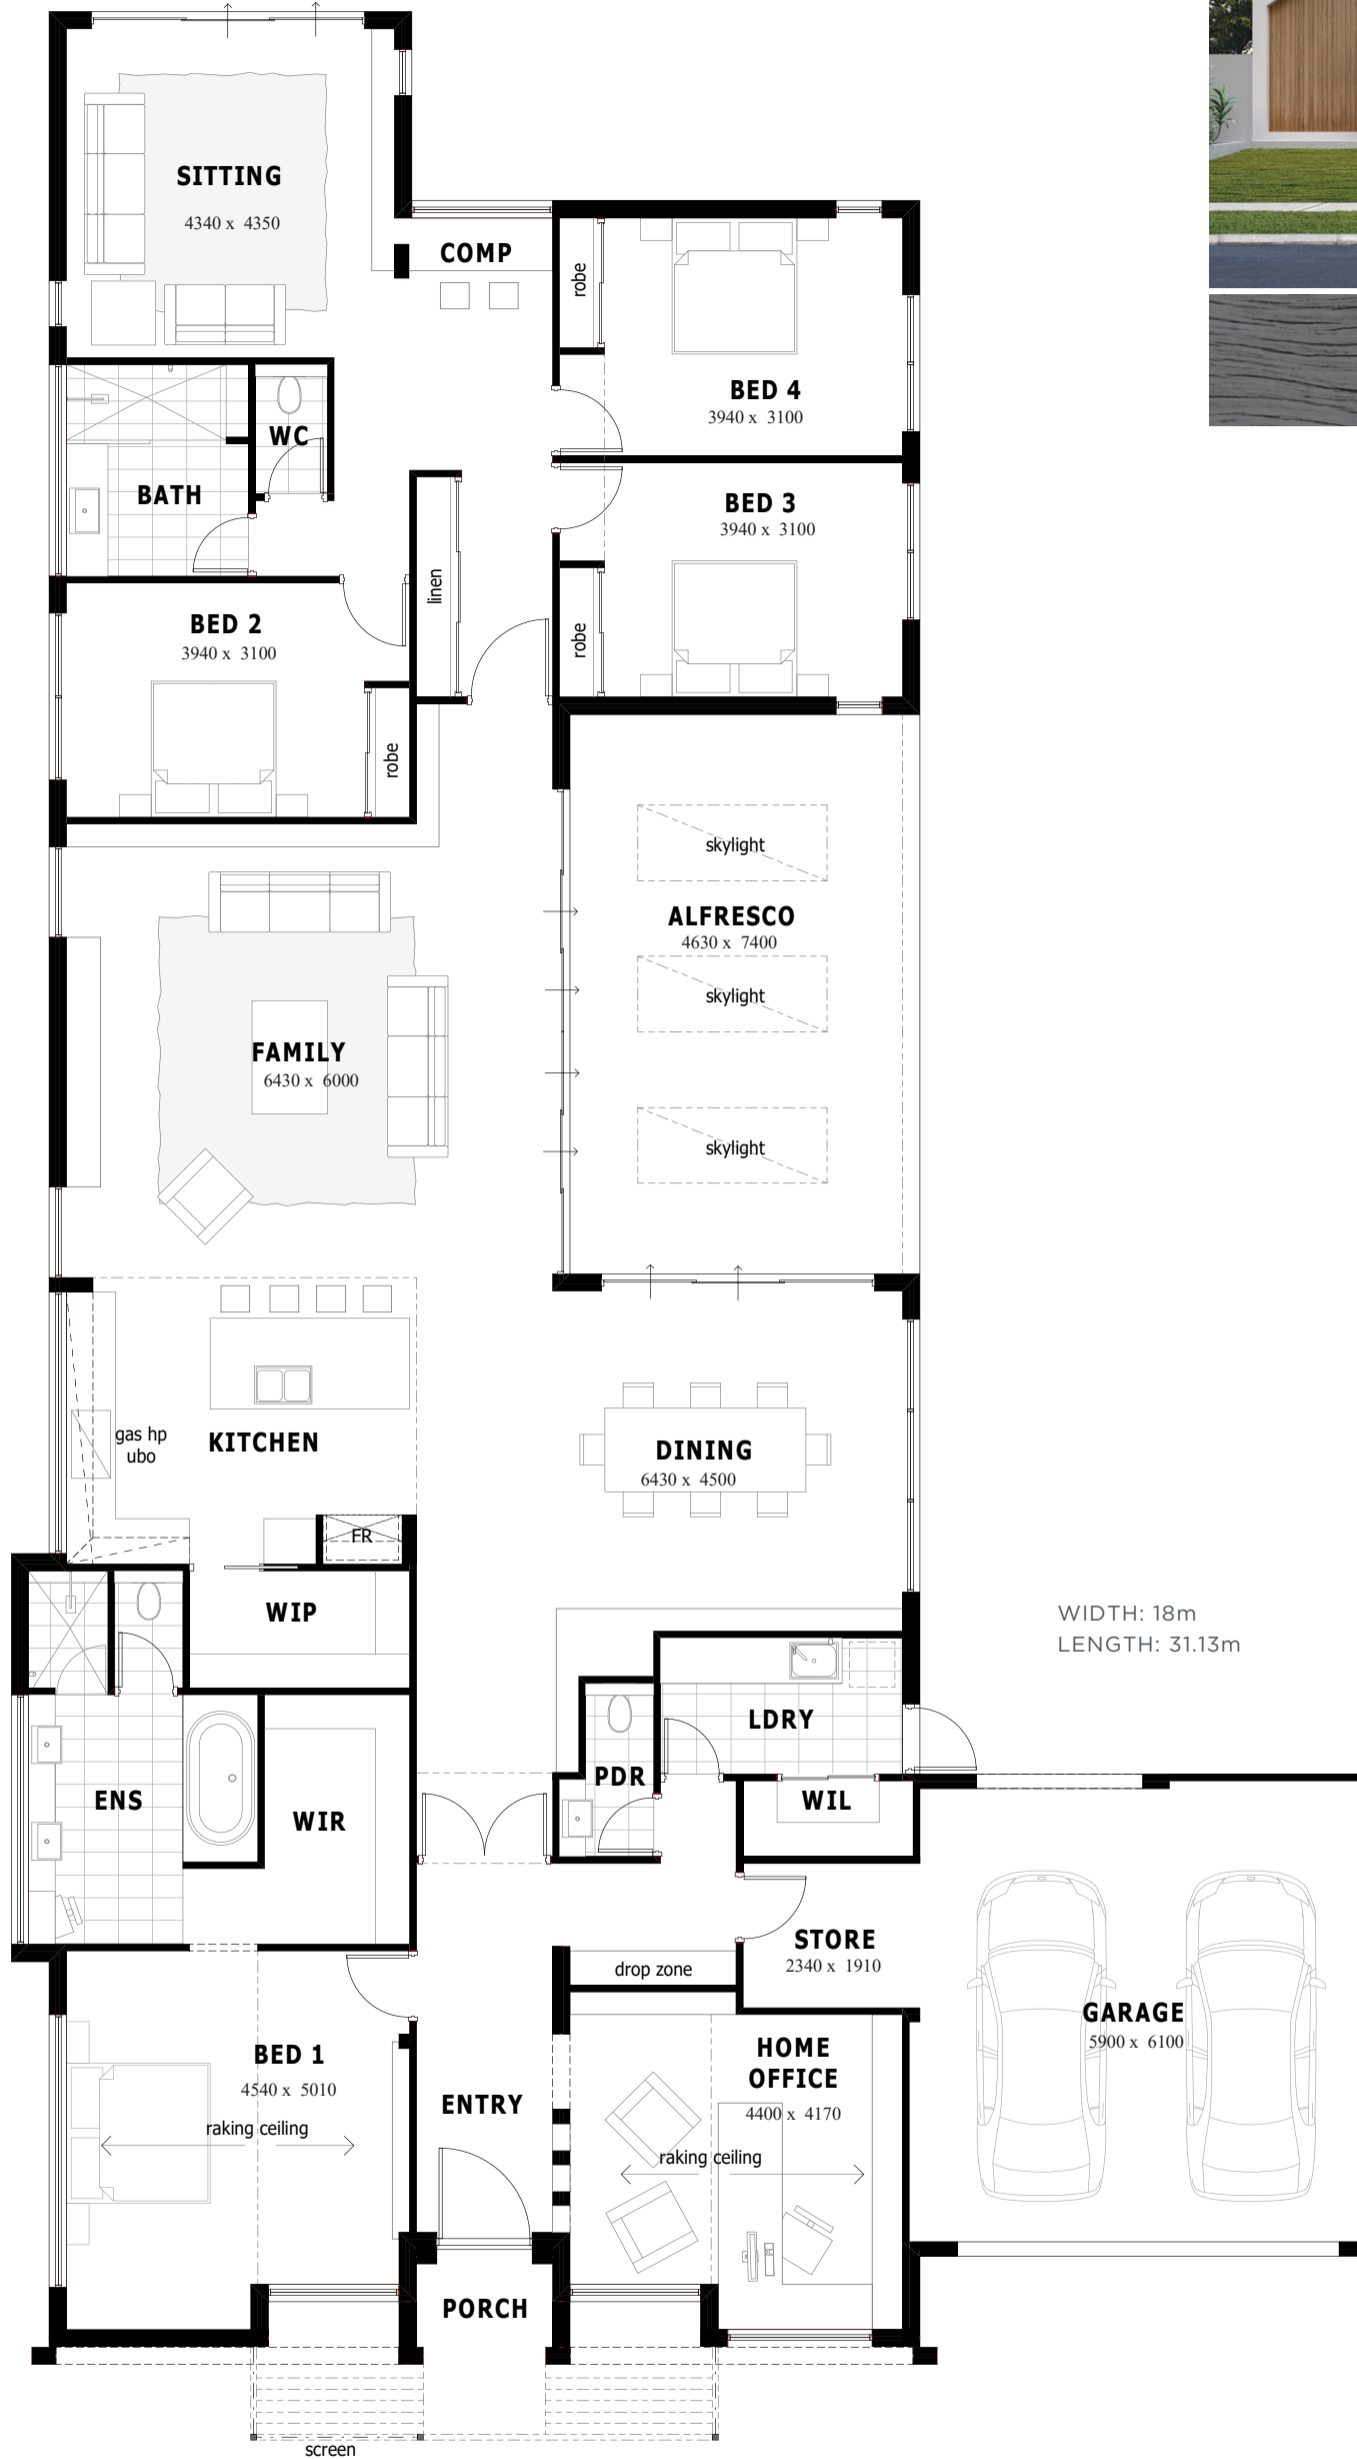 SITTING
4340 x 4350
COMP
robe
BED 4
3940 x 3100
WC
BATH
BED 3
3940 x 3100
linen
robe
BED 2
3940 x 3100
robe
skylight
ALFRESCO
4630 x 7400
skylight
FAMILY
6430 x 6000
skylight
gas hp
ubo
KITCHEN
DINING
6430 x 4500
FR
WIP
WIDTH: 18m
LENGTH: 31.13m
LDRY
PDR
ENS
WIR
WIL
STORE
2340 x 1910
drop zone
GARAGE
5900 x 6100
BED 1
4540 x 5010
raking ceiling
HOME
OFFICE
4400 x 4170
raking ceiling
ENTRY
PORCH
screen